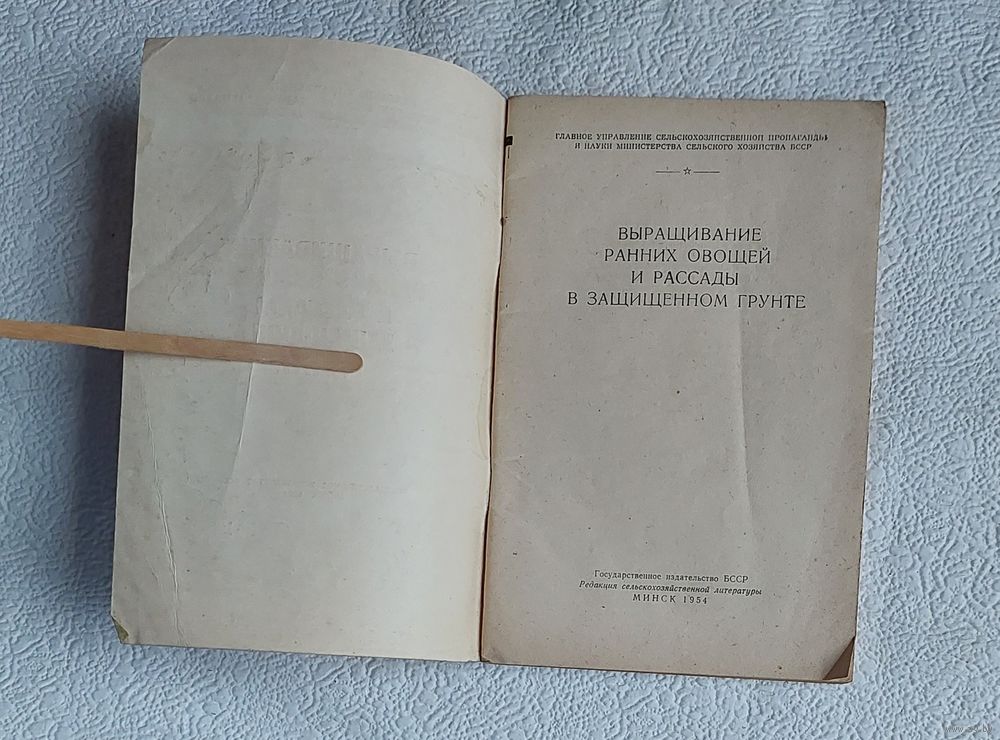 ГЛАВНОЕ УПРАВЛЕНИЕ СЕЛЬСКОХОЗЯЙСТВЕННОЙ ПРОПАГАНДЫ
И НАУКИ МИНИСТЕРСТВА СЕЛЬСКОГО ХОЗЯЙСТВА БССР
ВЫРАЩИВАНИЕ
РАННИХ ОВОЩЕЙ
И РАССАДЫ
В ЗАЩИЩЕННОМ ГРУНТЕ
Государственное издательство БССР
Редакция сельскохозяйственной литературы
МИНСК 1954